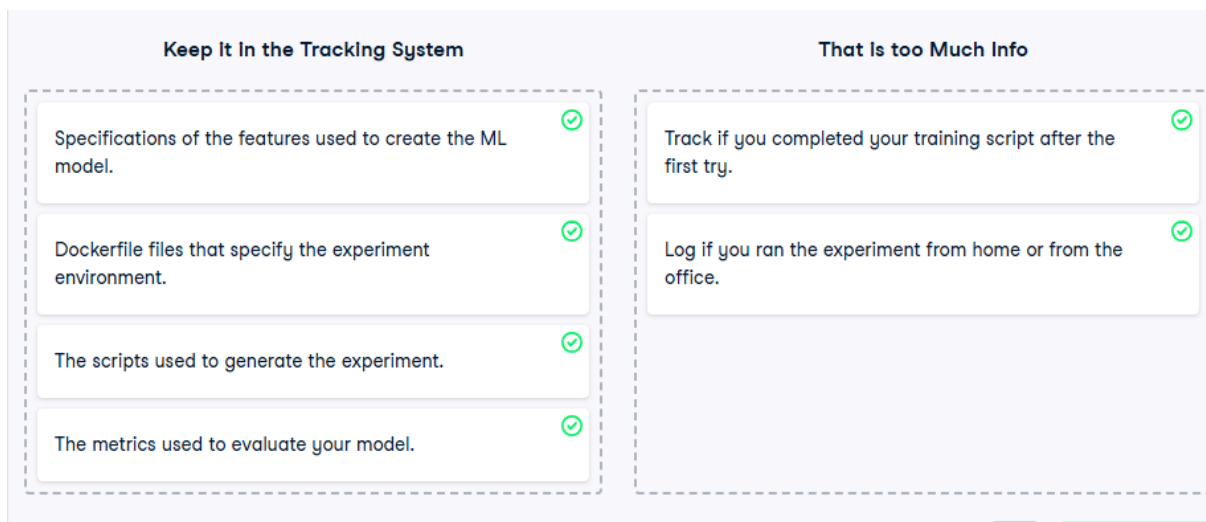 Keep it in the Tracking System
Specifications of the features used to create the ML
model.
Dockerfile files that specify the experiment
environment.
The scripts used to generate the experiment.
The metrics used to evaluate your model.
That is too Much Info
Track if you completed your training script after the
first try.
Log if you ran the experiment from home or from the
office.